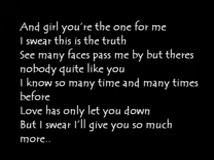 And girl you're the one for me
I swear this is the truth
See many faces pass me by but theres
nobody quite like you
I know so many time and many times
before
Love has only let you down
But I swear I'll give you so much
more..